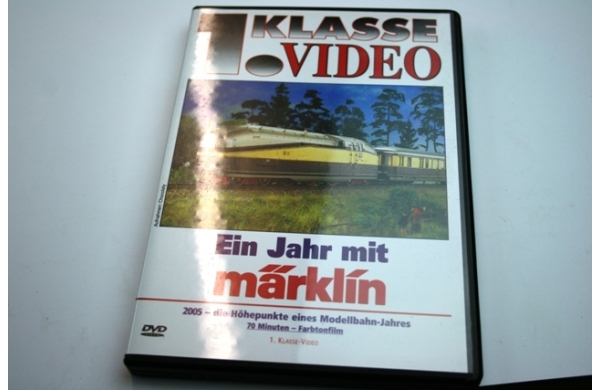 1. KLASSE
VIDEO
Ein Jahr mit
märklin
2005 – die Höhepunkte eines Modellbahn-Jahres
70 Minuten – Farbtonfilm
1. KLASSE-VIDEO
DVD